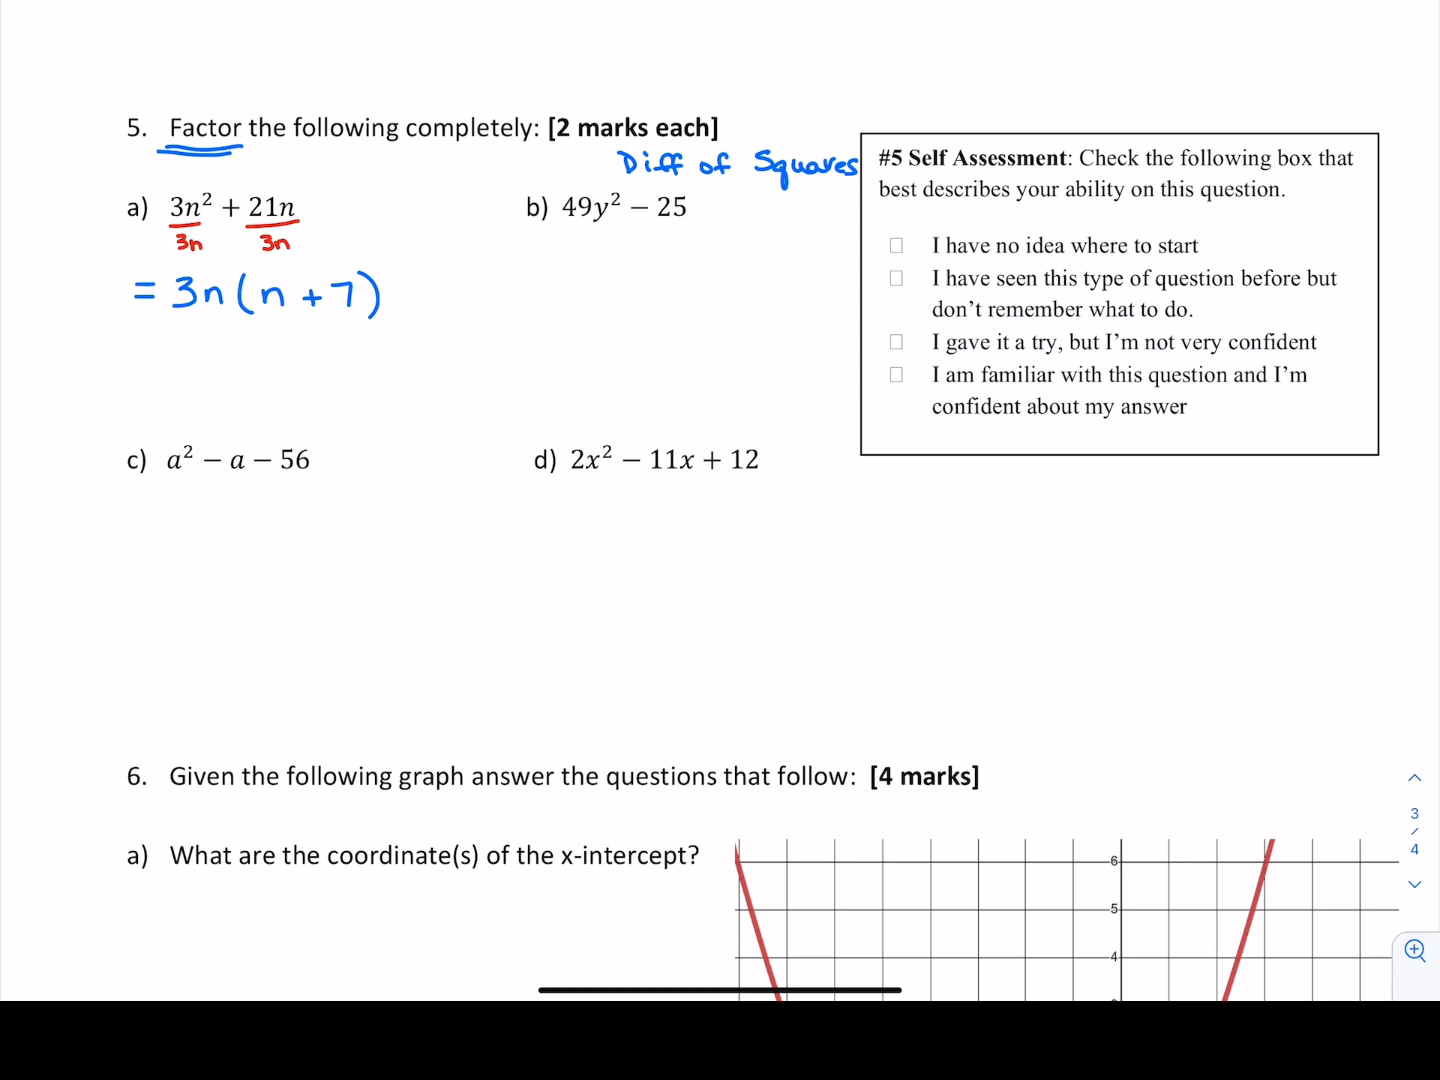 5. Factor the following completely: [2 marks each]
Diff of Squares
a) 3n² + 21n
3n 3n
= 3n(n + 7)
b) 49y² − 25
#5 Self Assessment: Check the following box that
best describes your ability on this question.
☐ I have no idea where to start
☐ I have seen this type of question before but
don’t remember what to do.
☐ I gave it a try, but I’m not very confident
☐ I am familiar with this question and I’m
confident about my answer
c) a² − a − 56
d) 2x² − 11x + 12
6. Given the following graph answer the questions that follow: [4 marks]
a) What are the coordinate(s) of the x-intercept?
6
5
4
3
/
4